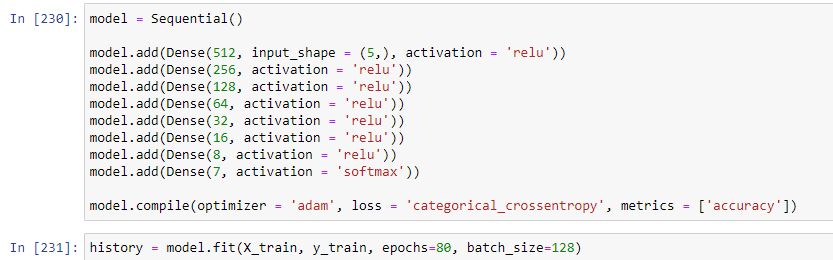 In [230]: model = Sequential()
model.add(Dense(512, input_shape = (5,), activation = 'relu'))
model.add(Dense(256, activation = 'relu'))
model.add(Dense(128, activation = 'relu'))
model.add(Dense(64, activation = 'relu'))
model.add(Dense(32, activation = 'relu'))
model.add(Dense(16, activation = 'relu'))
model.add(Dense(8, activation = 'relu'))
model.add(Dense(7, activation = 'softmax'))
model.compile(optimizer = 'adam', loss = 'categorical_crossentropy', metrics = ['accuracy'])
In [231]: history = model.fit(X_train, y_train, epochs=80, batch_size=128)